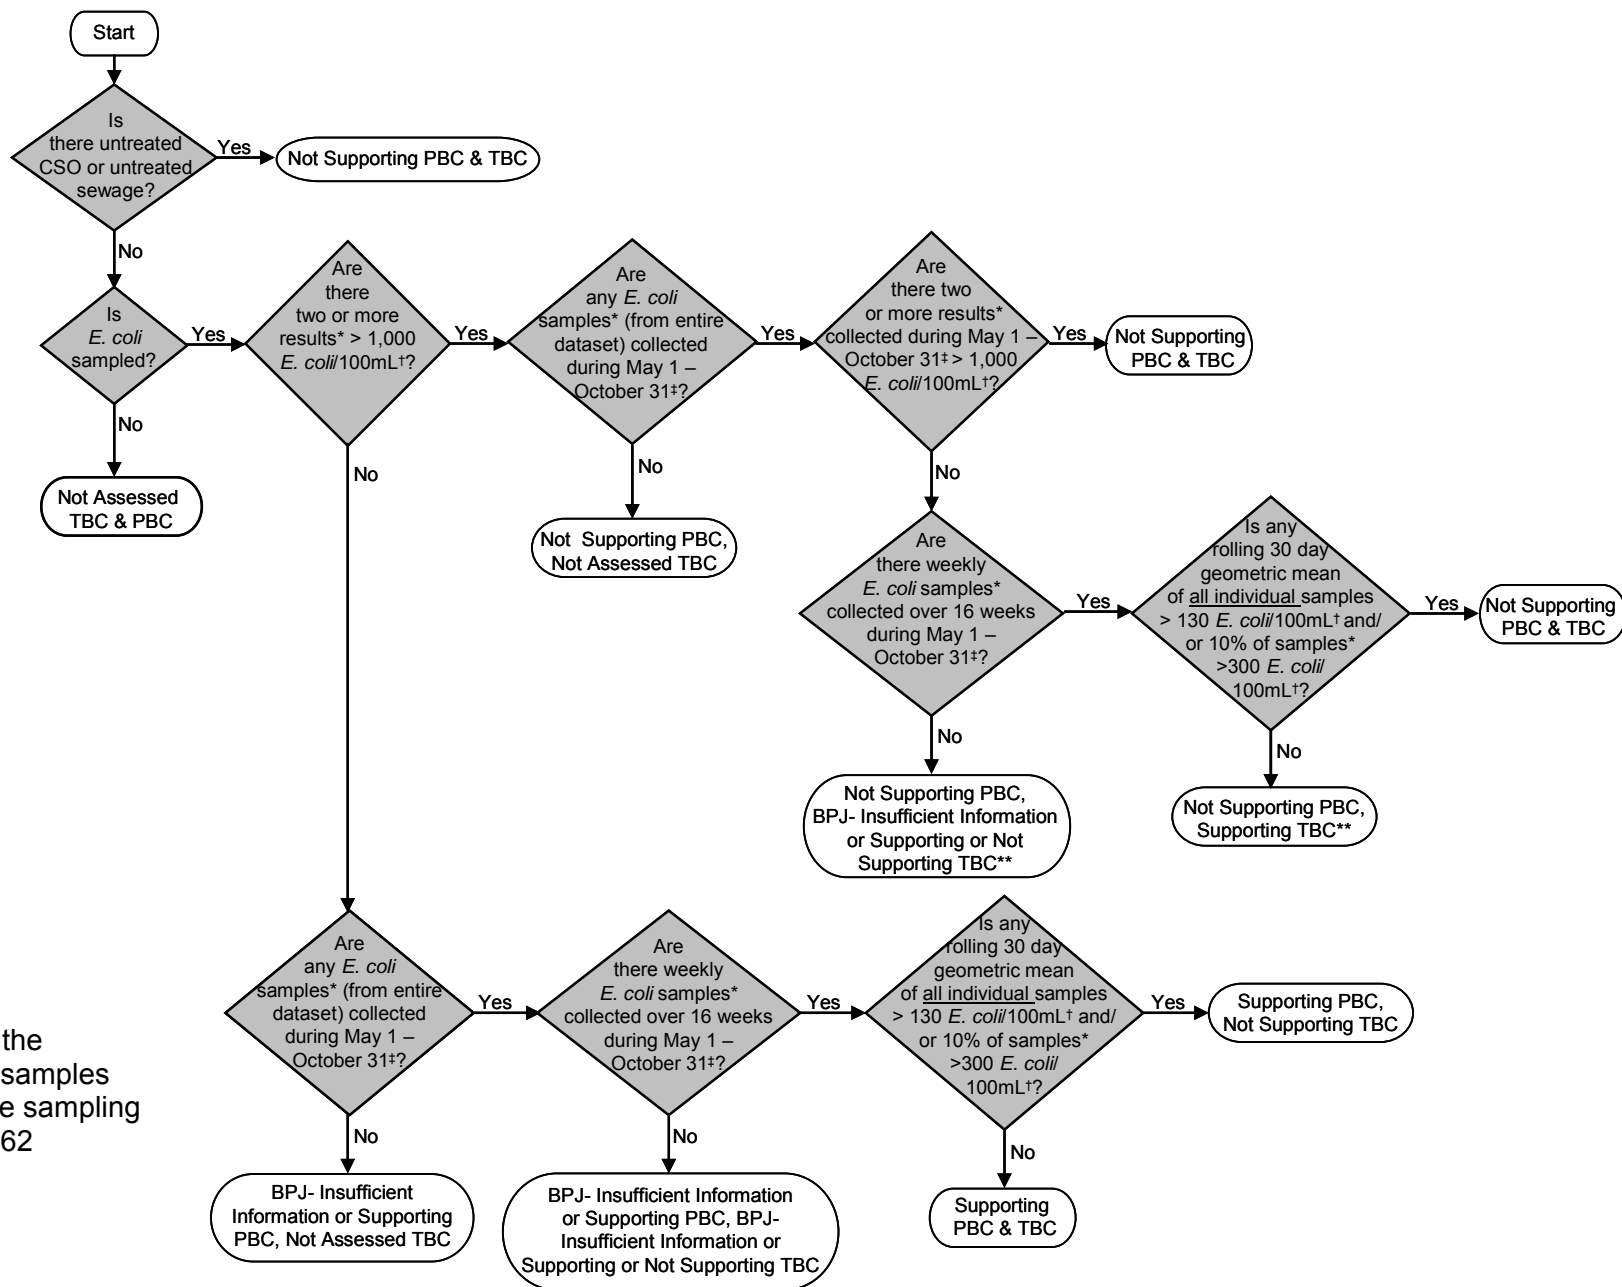 Start
Is
there untreated
CSO or untreated
sewage?
Yes
Not Supporting PBC & TBC
No
Is
E. coli
sampled?
Yes
No
Not Assessed
TBC & PBC
Are
there
two or more
results* > 1,000
E. coli/100mL†?
Yes
No
Are
any E. coli
samples* (from entire
dataset) collected
during May 1 –
October 31‡?
Yes
No
Not Supporting PBC,
Not Assessed TBC
Are
there two
or more results*
collected during May 1 –
October 31‡ > 1,000
E. coli/100mL†?
Yes
Not Supporting
PBC & TBC
No
Are
there weekly
E. coli samples*
collected over 16 weeks
during May 1 –
October 31‡?
Yes
No
Not Supporting PBC,
BPJ- Insufficient Information
or Supporting or Not
Supporting TBC**
Is any
rolling 30 day
geometric mean
of all individual samples
> 130 E. coli/100mL† and/
or 10% of samples*
>300 E. coli/
100mL†?
Yes
Not Supporting
PBC & TBC
No
Not Supporting PBC,
Supporting TBC**
Are
any E. coli
samples* (from entire
dataset) collected
during May 1 –
October 31‡?
Yes
No
BPJ- Insufficient
Information or Supporting
PBC, Not Assessed TBC
Are
there weekly
E. coli samples*
collected over 16 weeks
during May 1 –
October 31‡?
Yes
No
BPJ- Insufficient Information
or Supporting PBC, BPJ-
Insufficient Information or
Supporting or Not Supporting TBC
Is any
rolling 30 day
geometric mean
of all individual samples
> 130 E. coli/100mL† and/
or 10% of samples*
>300 E. coli/
100mL†?
Yes
Supporting PBC,
Not Supporting TBC
No
Supporting
PBC & TBC
the
samples
e sampling
62